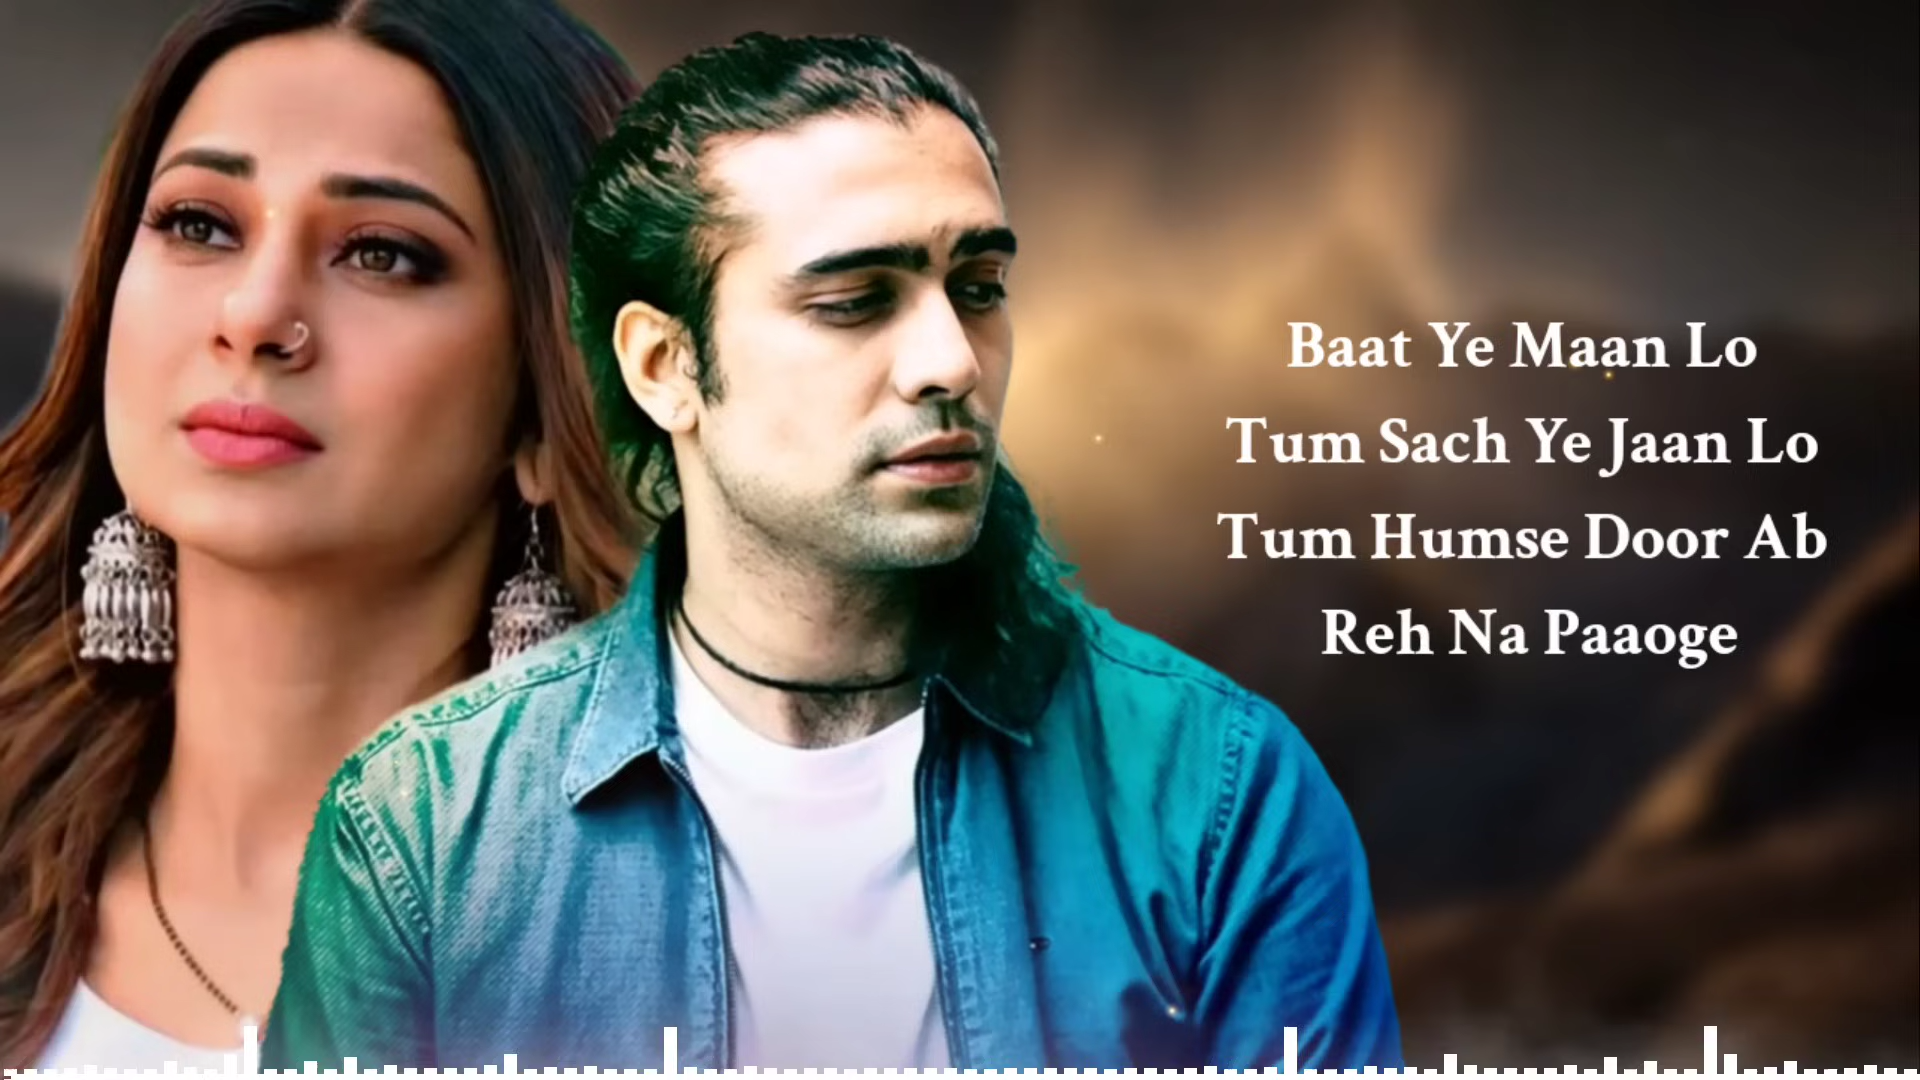 Baat Ye Maan Lo
Tum Sach Ye Jaan Lo
Tum Humse Door Ab
Reh Na Paaoge